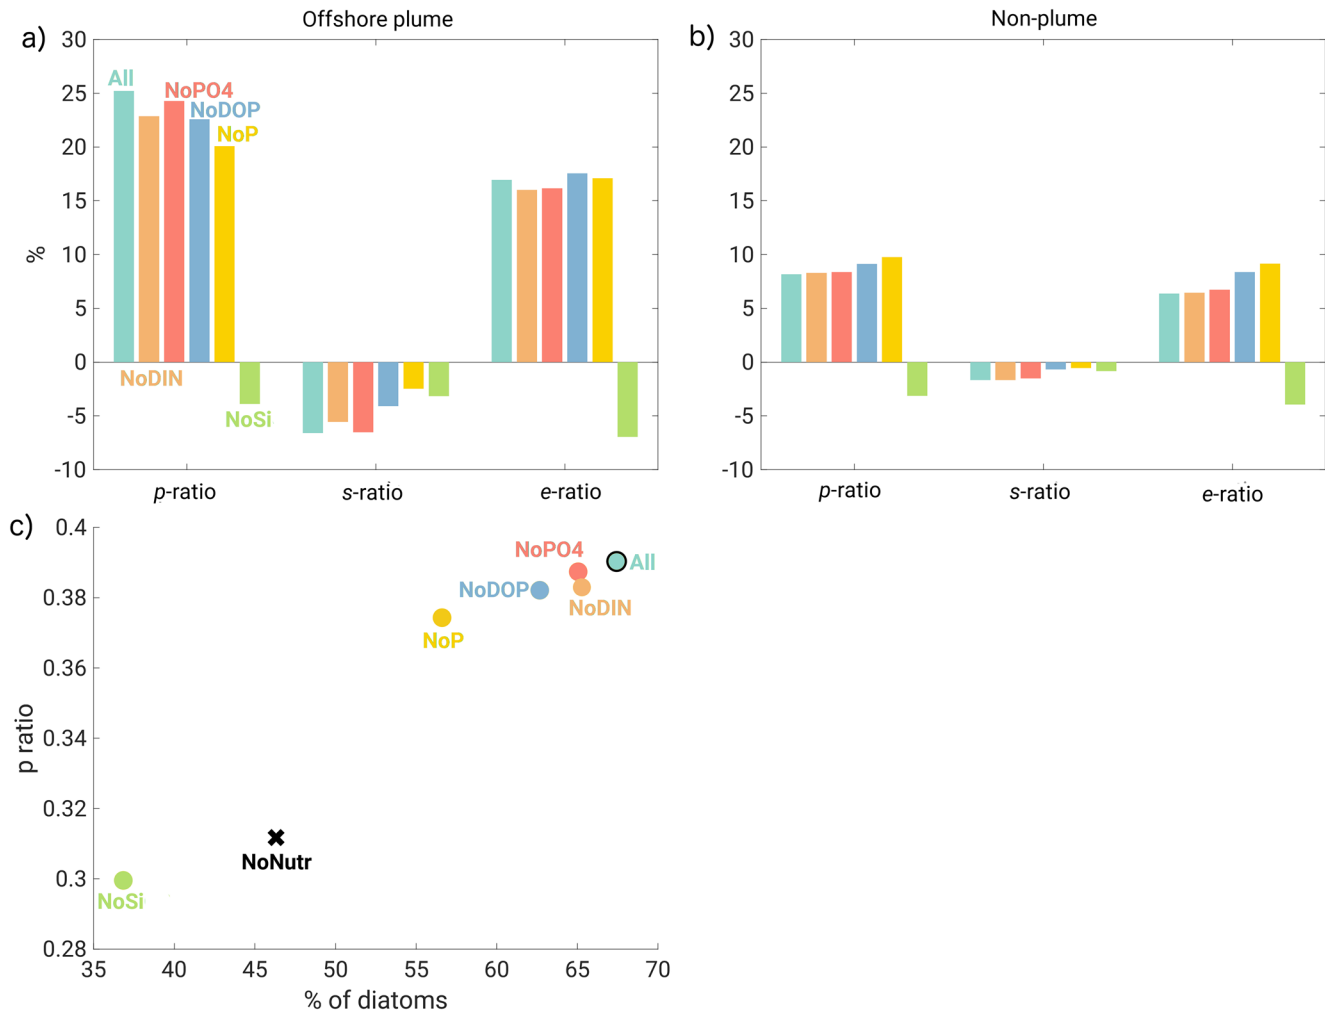 a)
Offshore plume
30
25
20
15
10
5
0
-5
-10
%
All
NoPO4
NoDOP
NoP
NoDIN
NoSi
p-ratio
s-ratio
e-ratio
b)
Non-plume
30
25
20
15
10
5
0
-5
-10
p-ratio
s-ratio
e-ratio
c)
0.4
0.38
0.36
0.34
0.32
0.3
0.28
p ratio
NoPO4
All
NoDOP
NoDIN
NoP
NoNutr
NoSi
35
40
45
50
55
60
65
70
% of diatoms